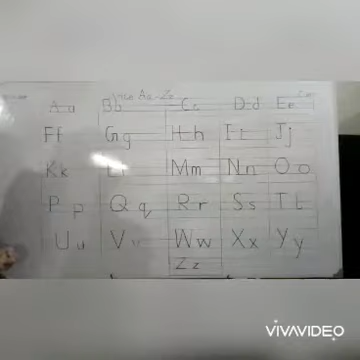 Aa Bb Cc Dd Ee
Ff Gg Hh Ii Jj
Kk Ll Mm Nn Oo
Pp Qq Rr Ss Tt
Uu Vv Ww Xx Yy
Zz
VIVAVIDEO